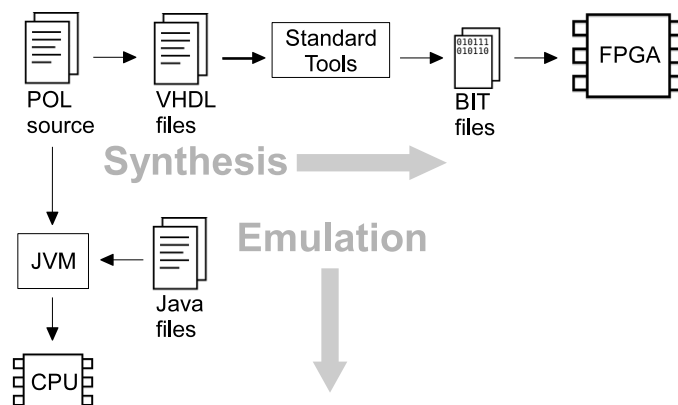 POL
source
VHDL
files
Standard
Tools
010111
010110
BIT
files
FPGA
Synthesis
Emulation
JVM
Java
files
CPU